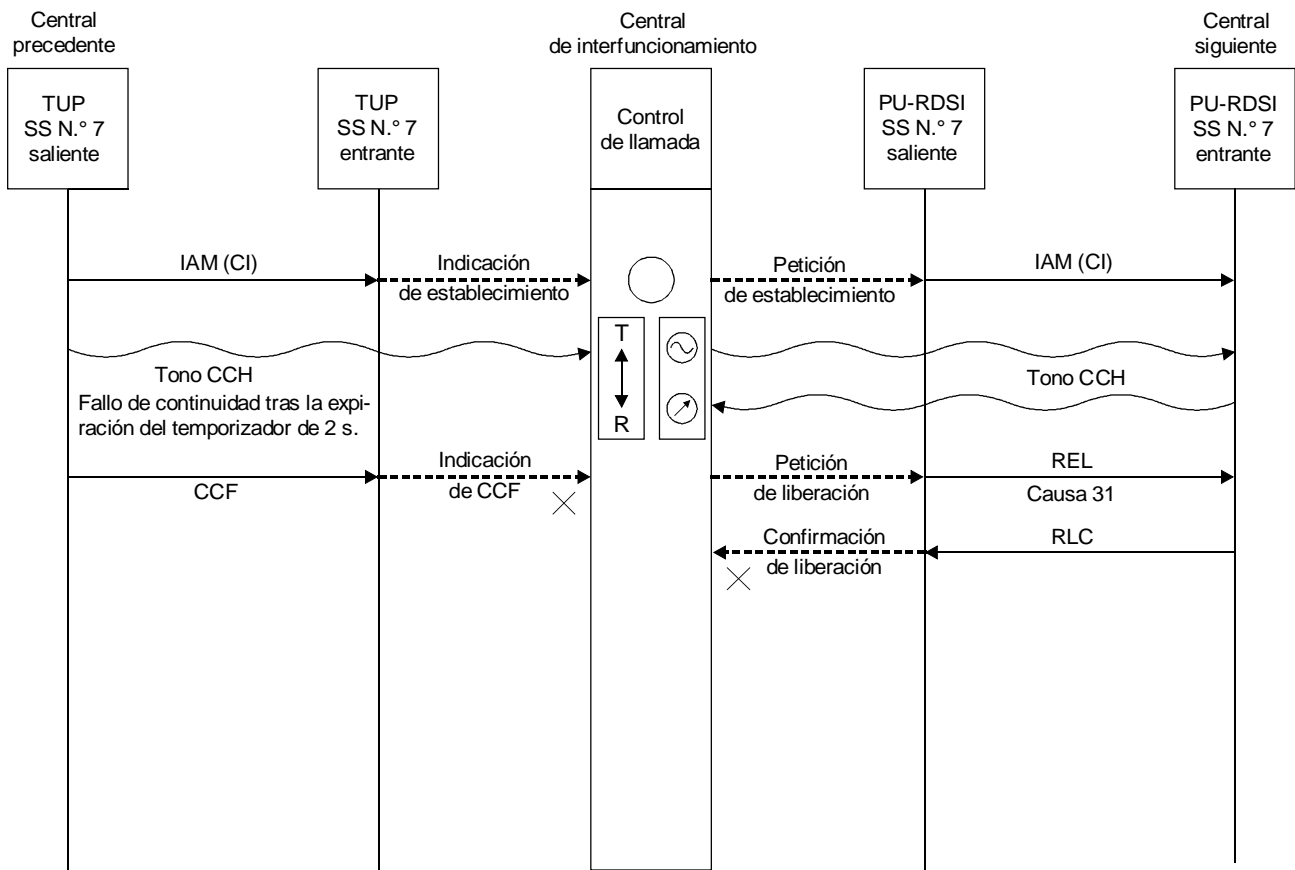 Central
precedente
Central
de interfuncionamiento
Central
siguiente
TUP
SS N.° 7
saliente
TUP
SS N.° 7
entrante
Control
de llamada
PU-RDSI
SS N.° 7
saliente
PU-RDSI
SS N.° 7
entrante
IAM (CI)
Indicación
de establecimiento
Petición
de establecimiento
IAM (CI)
T
R
Tono CCH
Fallo de continuidad tras la expi-
ración del temporizador de 2 s.
Tono CCH
CCF
Indicación
de CCF
Petición
de liberación
REL
Causa 31
Confirmación
de liberación
RLC